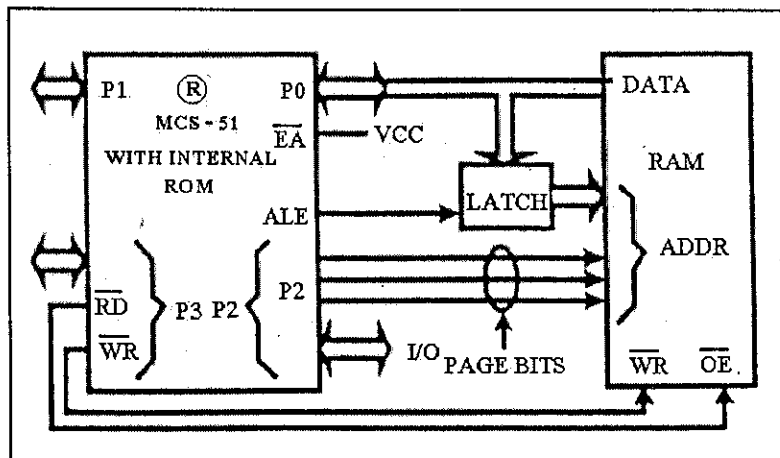 P1 ® P0
MCS-51
EA VCC
WITH INTERNAL
ROM
ALE
LATCH
DATA
RAM
ADDR
RD P3 P2 P2
WR
I/O PAGE BITS
WR OE